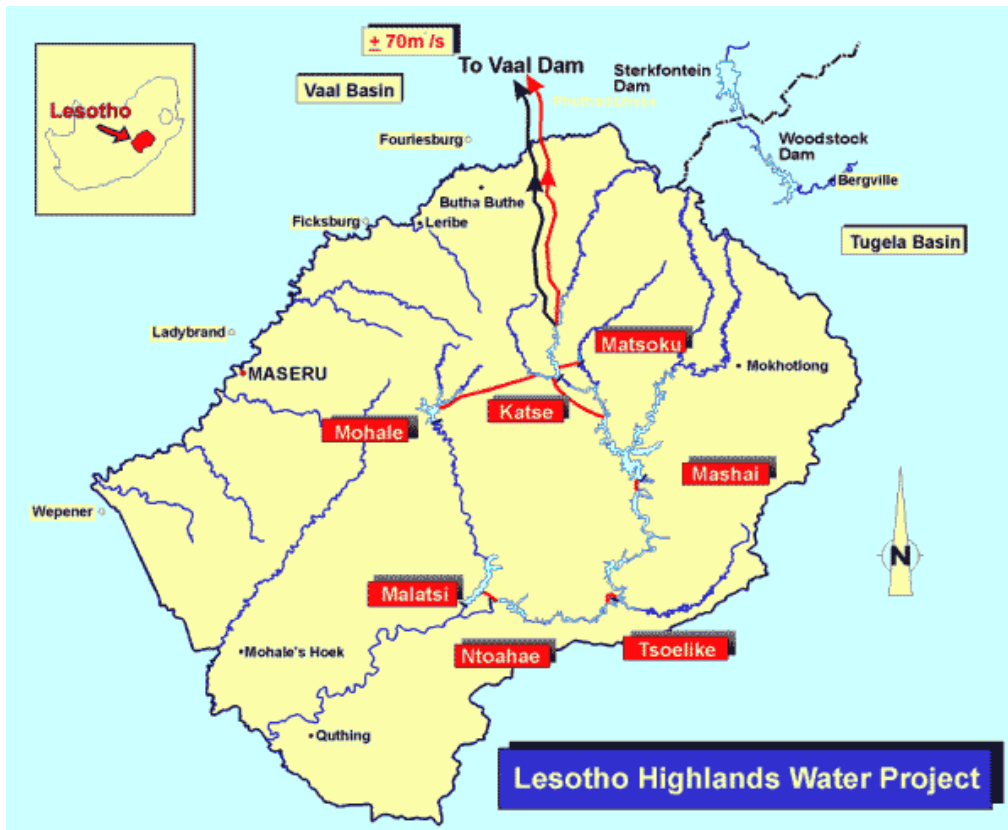 ± 70m³/s
To Vaal Dam
Sterkfontein
Dam
Vaal Basin
Lesotho
Fouriesburg
Woodstock
Dam
Bergville
Butha Buthe
Ficksburg
Leribe
Tugela Basin
Ladybrand
Matsoku
MASERU
Mokhotlong
Katse
Mohale
Mashai
Wepener
N
Malatsi
Mohale's Hoek
Ntoahae
Tsoelike
Quthing
Lesotho Highlands Water Project